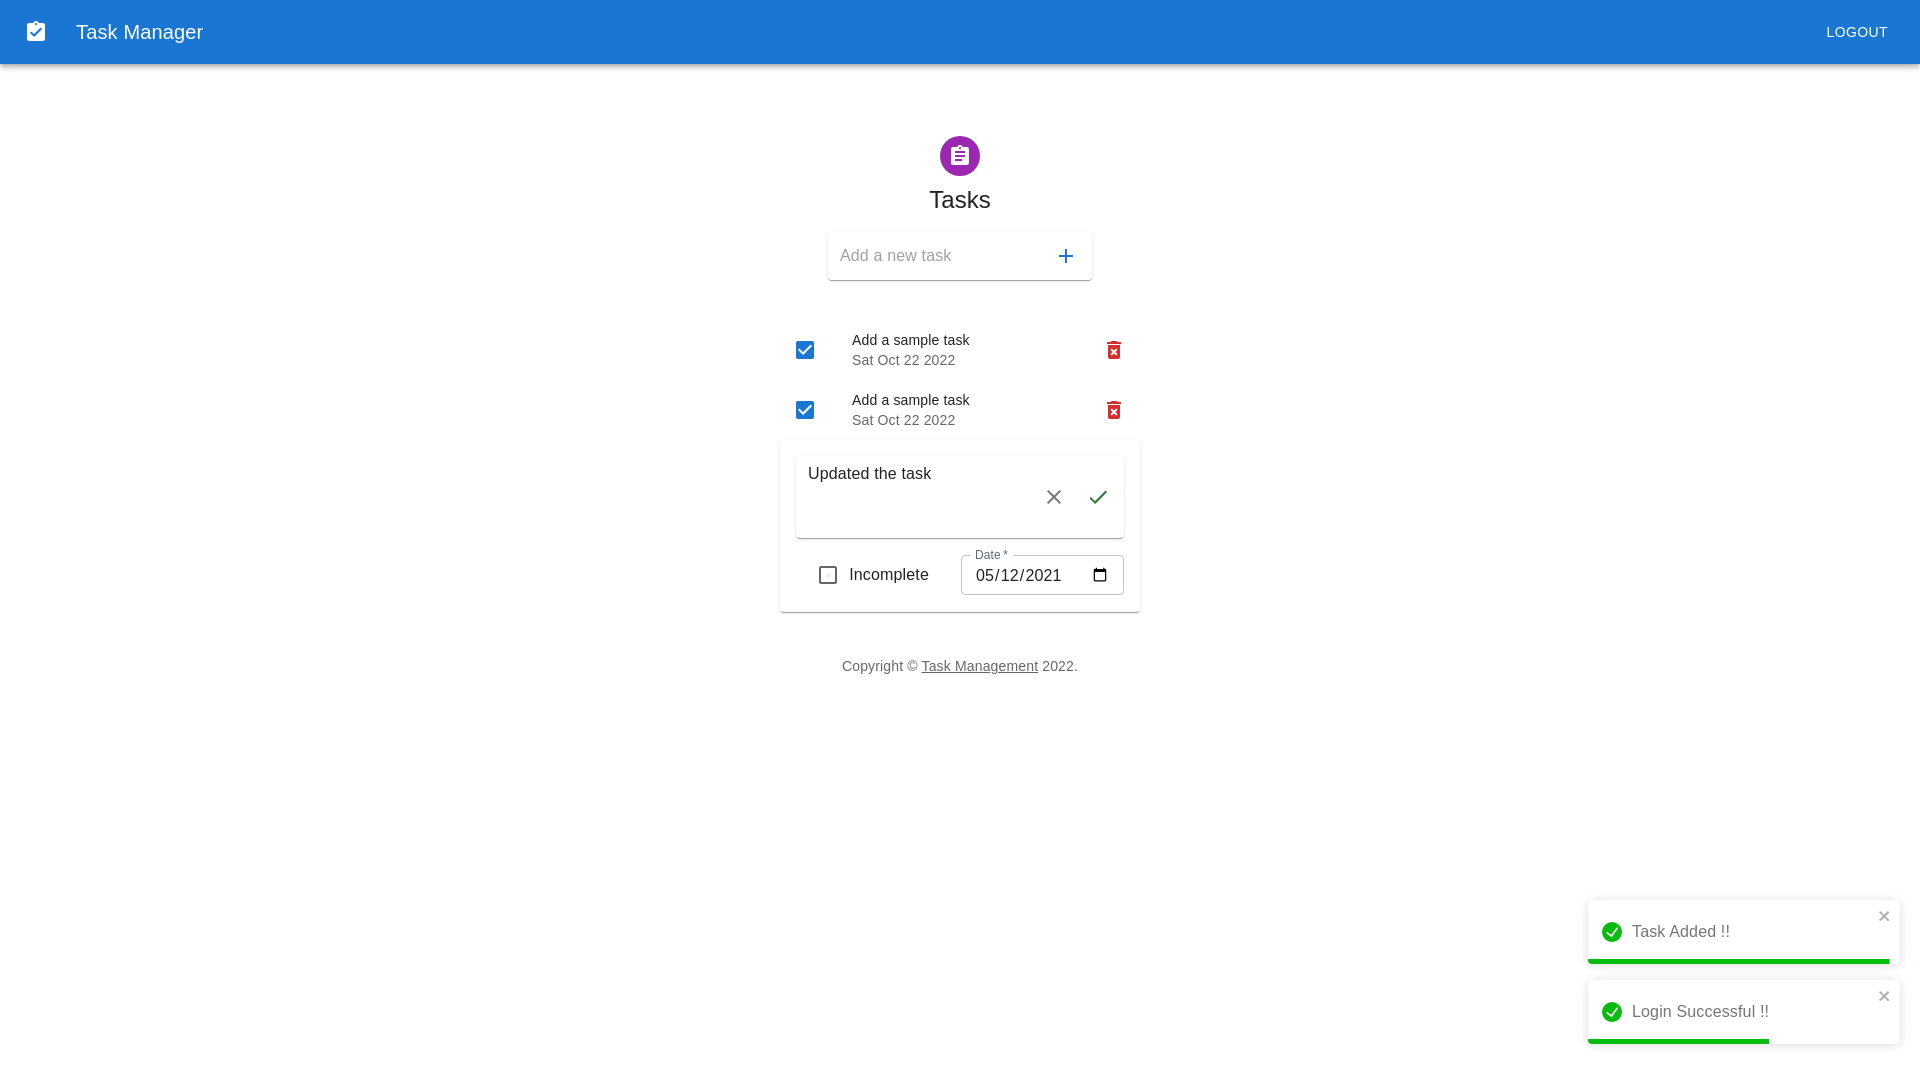 Task Manager
LOGOUT
Tasks
Add a new task
Add a sample task
Sat Oct 22 2022
Add a sample task
Sat Oct 22 2022
Updated the task
Incomplete
Date *
05/12/2021
Copyright © Task Management 2022.
Task Added !!
Login Successful !!